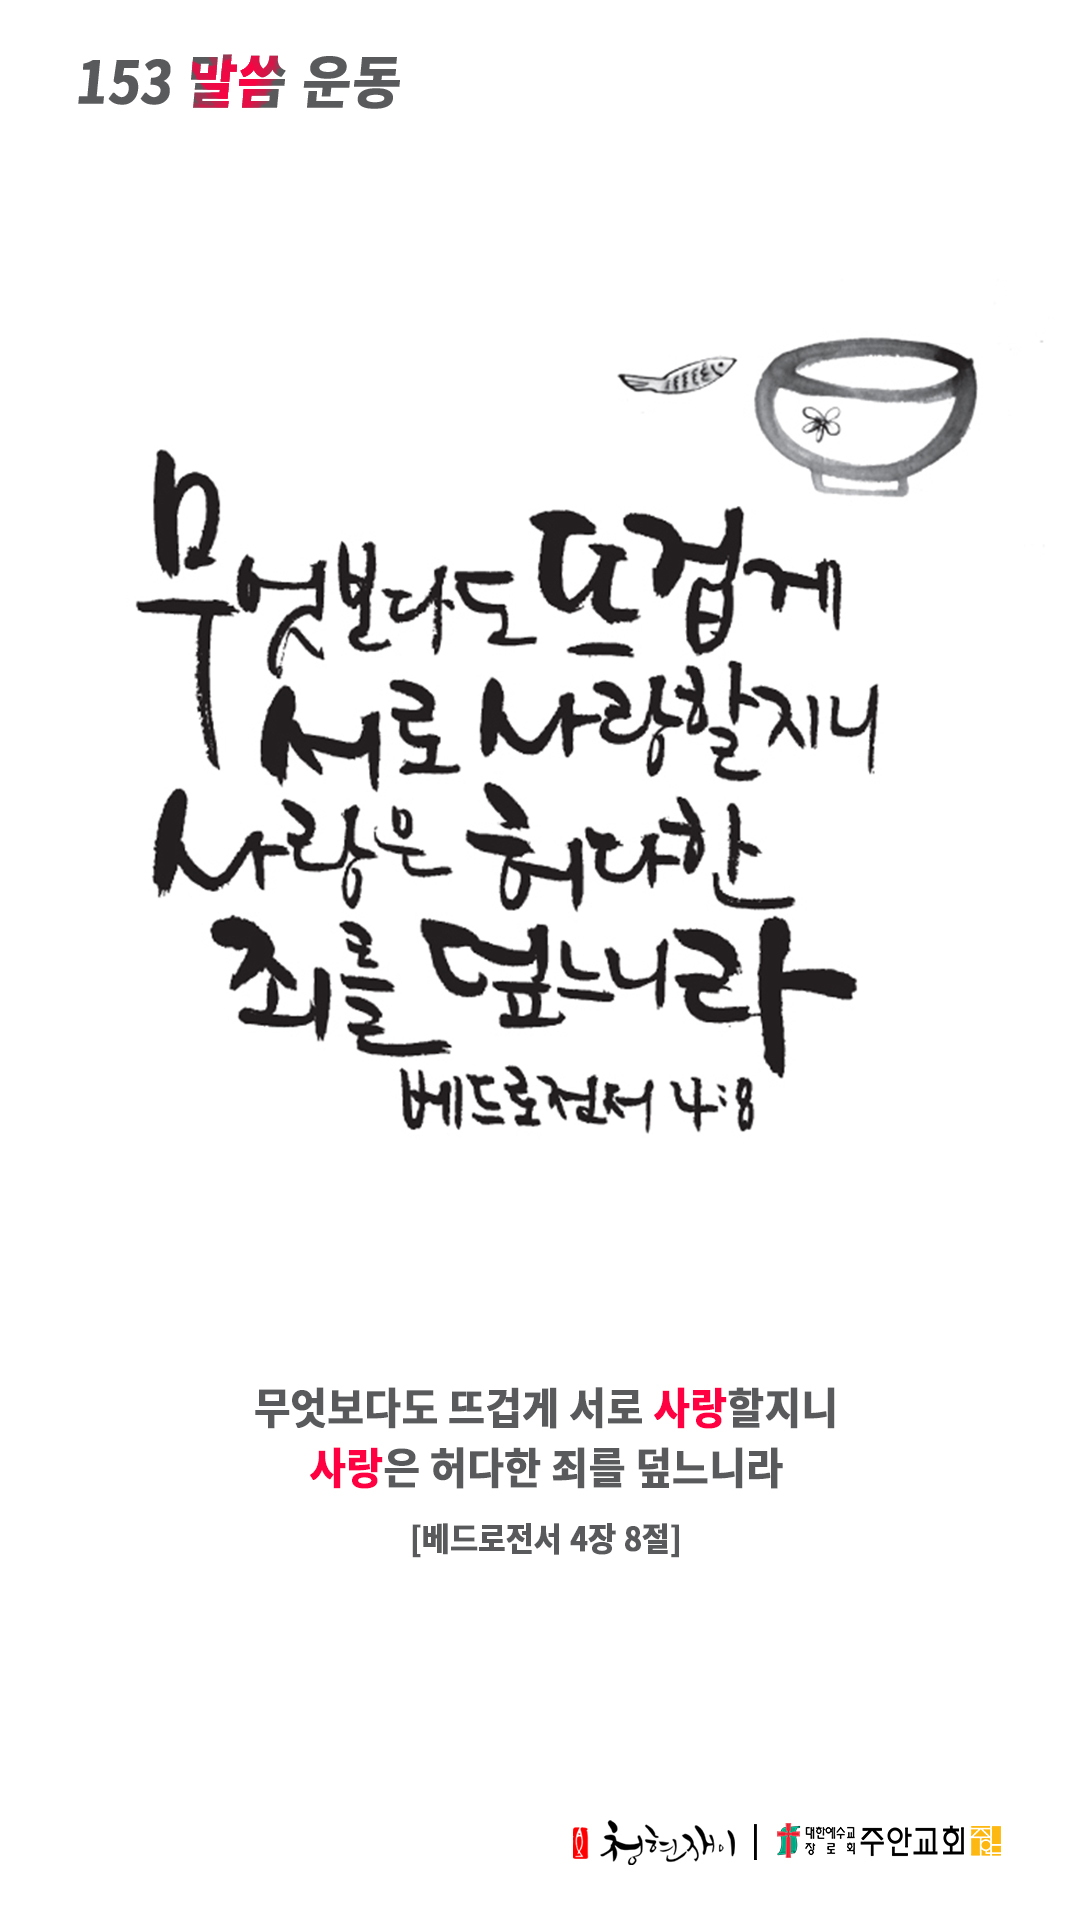 153 말씀 운동
무엇보다도 뜨겁게
서로 사랑할지니
사랑은 허다한
죄를 덮느니라
베드로전서 4:8
무엇보다도 뜨겁게 서로 사랑할지니
사랑은 허다한 죄를 덮느니라
[베드로전서 4장 8절]
청현재이 | 대한예수교장로회 주안교회 주안